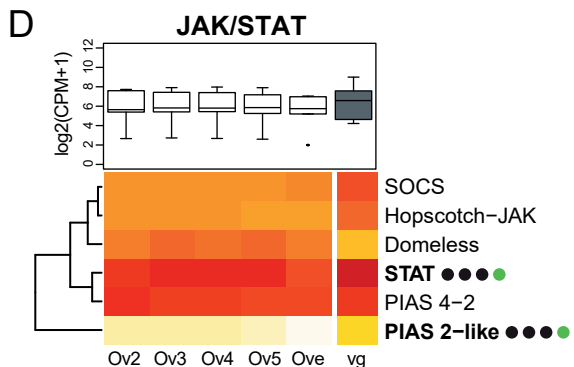 D
JAK/STAT
log2(CPM+1)
12
10
8
6
4
2
0
SOCS
Hopscotch−JAK
Domeless
STAT
PIAS 4−2
PIAS 2−like
Ov2 Ov3 Ov4 Ov5 Ove vg